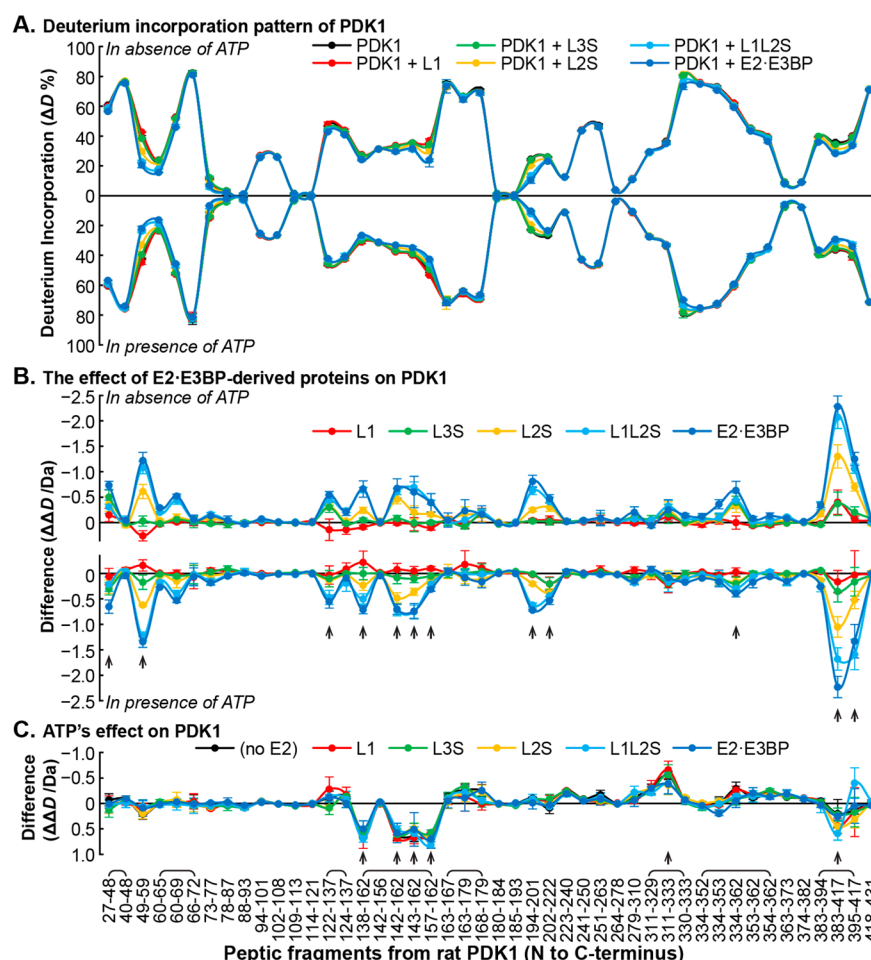 A. Deuterium incorporation pattern of PDK1
In absence of ATP
PDK1
PDK1 + L3S
PDK1 + L1L2S
PDK1 + L1
PDK1 + L2S
PDK1 + E2·E3BP
Deuterium Incorporation (ΔD %)
100
80
60
40
20
0
20
40
60
80
100
In presence of ATP
B. The effect of E2·E3BP-derived proteins on PDK1
In absence of ATP
L1
L3S
L2S
L1L2S
E2·E3BP
Difference (ΔΔD /Da)
−2.5
−2.0
−1.5
−1.0
−0.5
0
0
−0.5
−1.0
−1.5
−2.0
−2.5
In presence of ATP
C. ATP's effect on PDK1
(no E2)
L1
L3S
L2S
L1L2S
E2·E3BP
Difference
(ΔΔD /Da)
−1.0
−0.5
0
0.5
1.0
27-48
40-48
49-59
60-65
60-69
66-72
73-77
78-87
88-93
94-101
102-108
109-113
114-121
122-137
124-137
138-162
142-156
142-162
143-162
157-162
163-167
163-179
168-179
180-184
185-193
194-201
202-222
223-240
241-250
251-263
264-278
279-310
311-329
311-333
330-333
334-352
334-353
334-362
353-362
354-362
363-373
374-382
383-394
383-417
395-417
Peptic fragments from rat PDK1 (N to C-terminus)